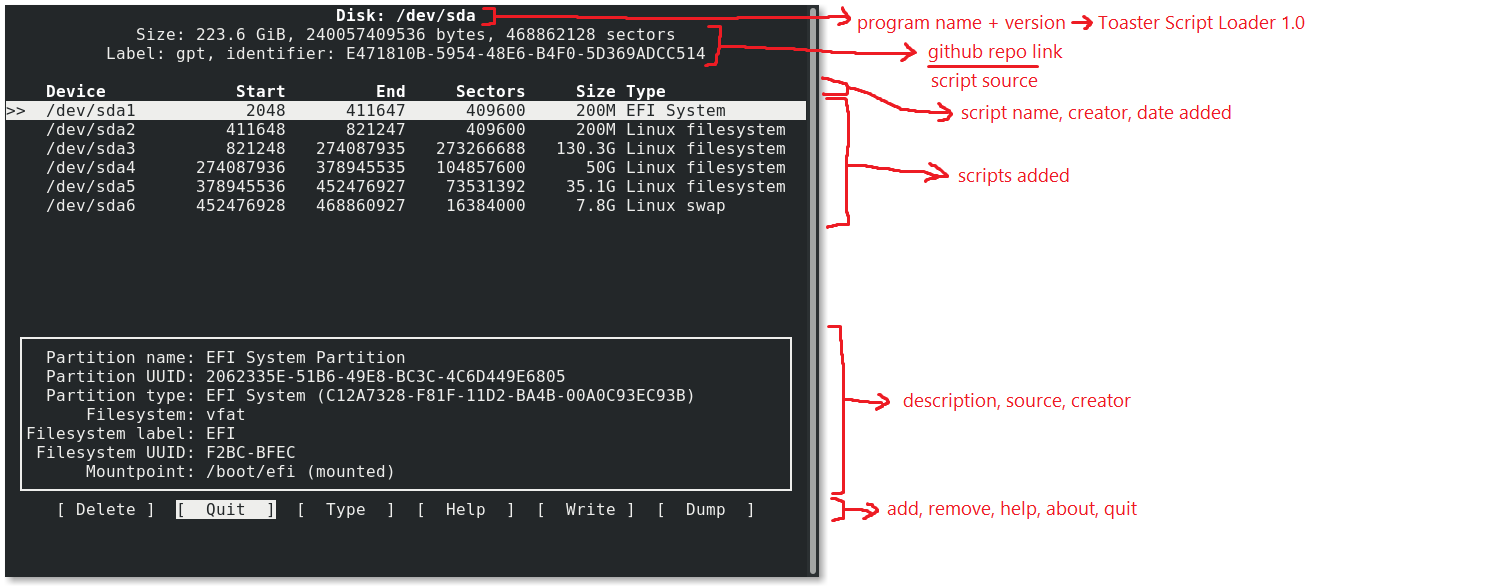 Disk: /dev/sda
program name + version → Toaster Script Loader 1.0
Size: 223.6 GiB, 240057409536 bytes, 468862128 sectors
Label: gpt, identifier: E471810B-5954-48E6-B4F0-5D369ADCC514
github repo link
script source
Device Start End Sectors Size Type
script name, creator, date added
>> /dev/sda1 2048 411647 409600 200M EFI System
/dev/sda2 411648 821247 409600 200M Linux filesystem
/dev/sda3 821248 274087935 273266688 130.3G Linux filesystem
/dev/sda4 274087936 378945535 104857600 50G Linux filesystem
/dev/sda5 378945536 452476927 73531392 35.1G Linux filesystem
/dev/sda6 452476928 468860927 16384000 7.8G Linux swap
scripts added
Partition name: EFI System Partition
Partition UUID: 2062335E-51B6-49E8-BC3C-4C6D449E6805
Partition type: EFI System (C12A7328-F81F-11D2-BA4B-00A0C93EC93B)
Filesystem: vfat
Filesystem label: EFI
Filesystem UUID: F2BC-BFEC
Mountpoint: /boot/efi (mounted)
description, source, creator
[ Delete ] [ Quit ] [ Type ] [ Help ] [ Write ] [ Dump ]
add, remove, help, about, quit